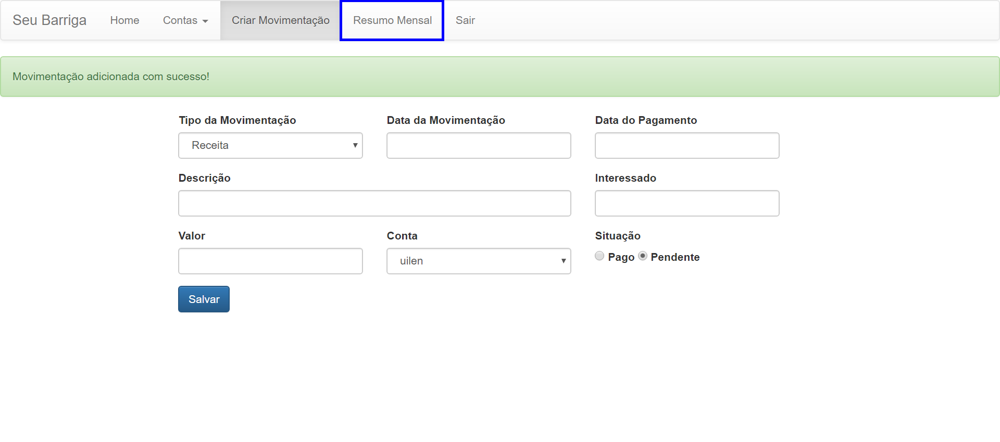 Seu Barriga Home Contas Criar Movimentação Resumo Mensal Sair
Movimentação adicionada com sucesso!
Tipo da Movimentação Data da Movimentação Data do Pagamento
Receita
Descrição Interessado
Valor Conta Situação
uilen Pago Pendente
Salvar